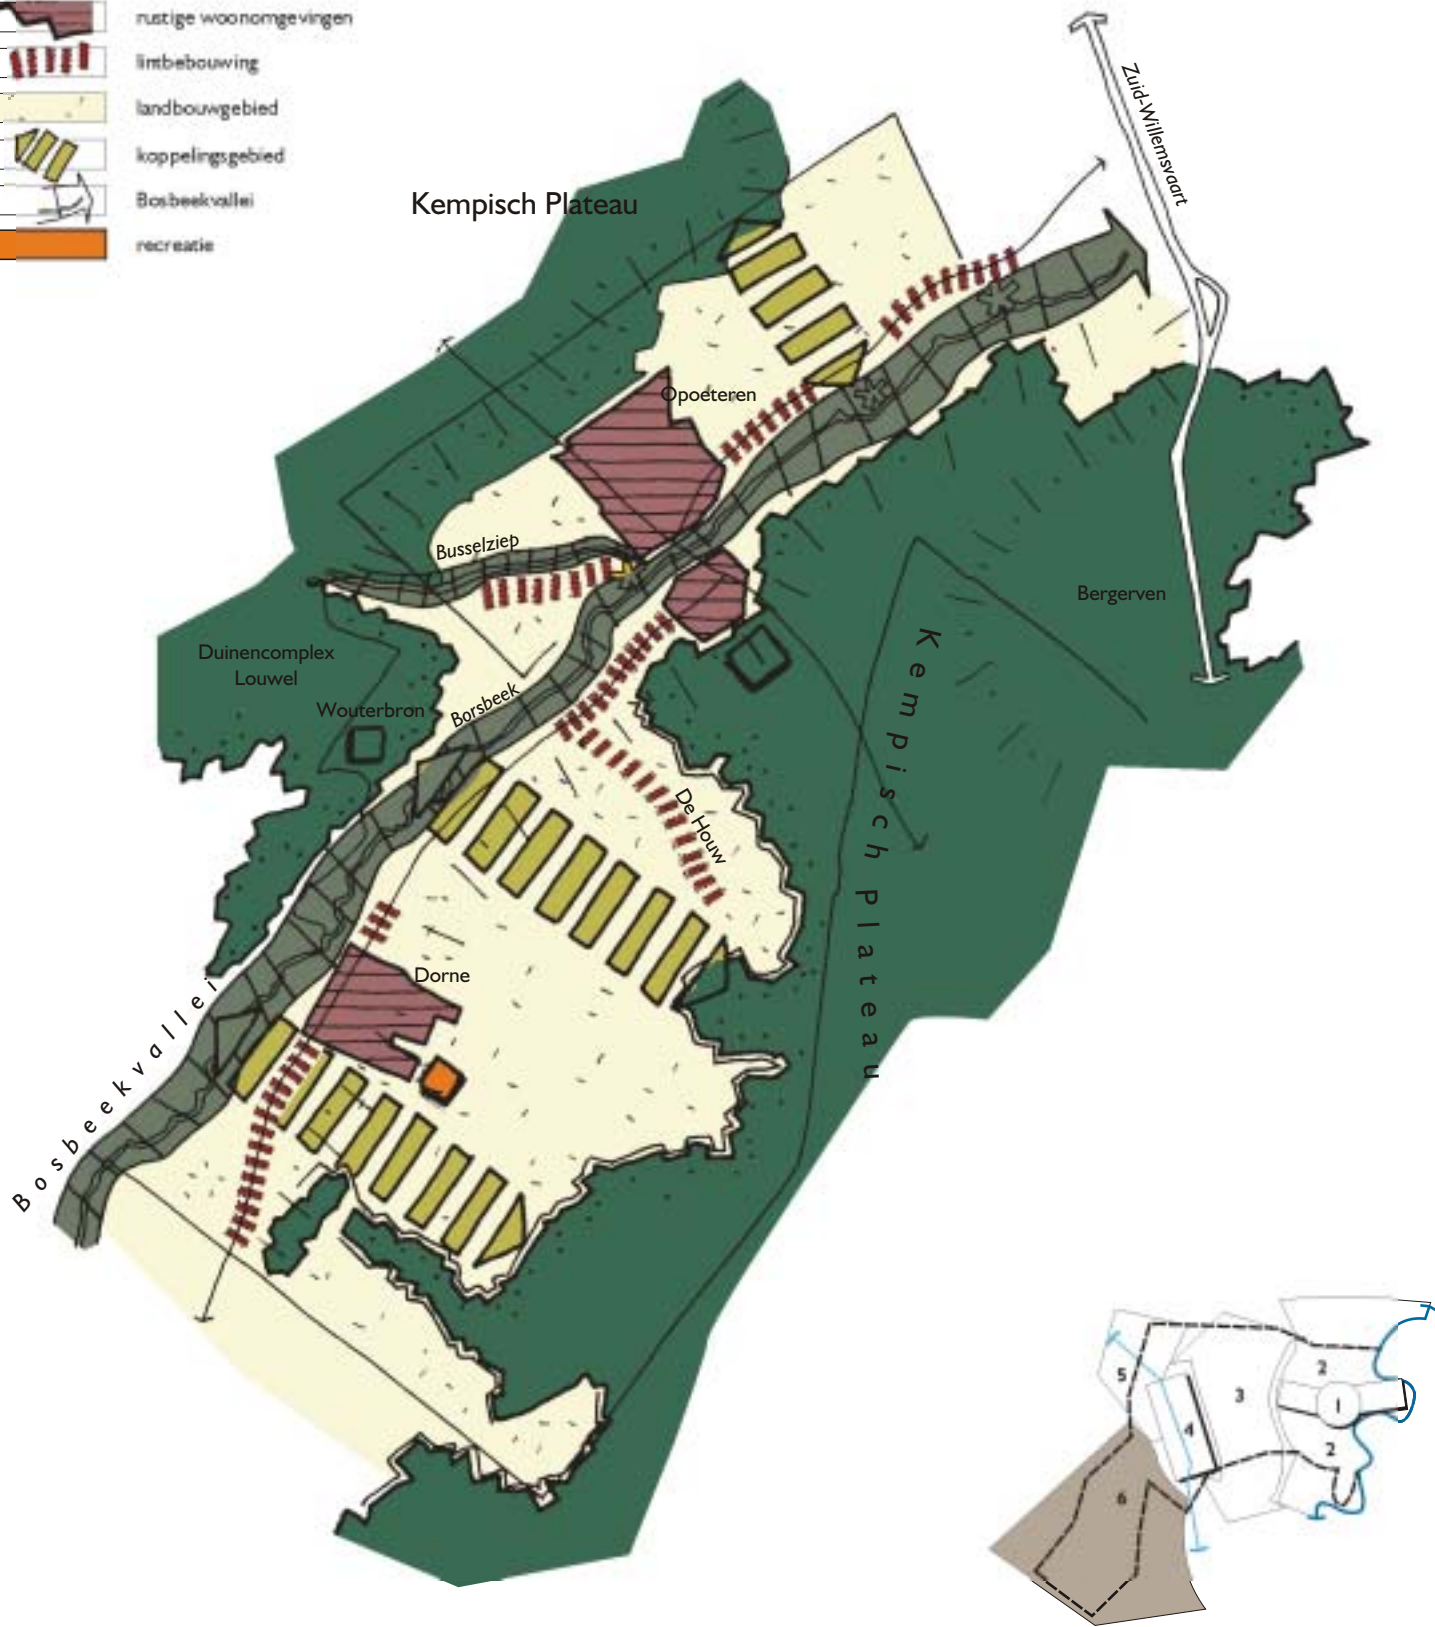 rustige woonomgevingen
lintbebouwing
landbouwgebied
koppelingsgebied
Bosbeekvallei
recreatie
Kempisch Plateau
Zuid-Willemsvaart
Opoeteren
Busselziep
Bergerven
Duinencomplex
Louwel
Wouterbron
Borsbeek
Kempisch Plateau
De Houw
Dorne
Bosbeekvallei
2
5
3
1
4
2
6